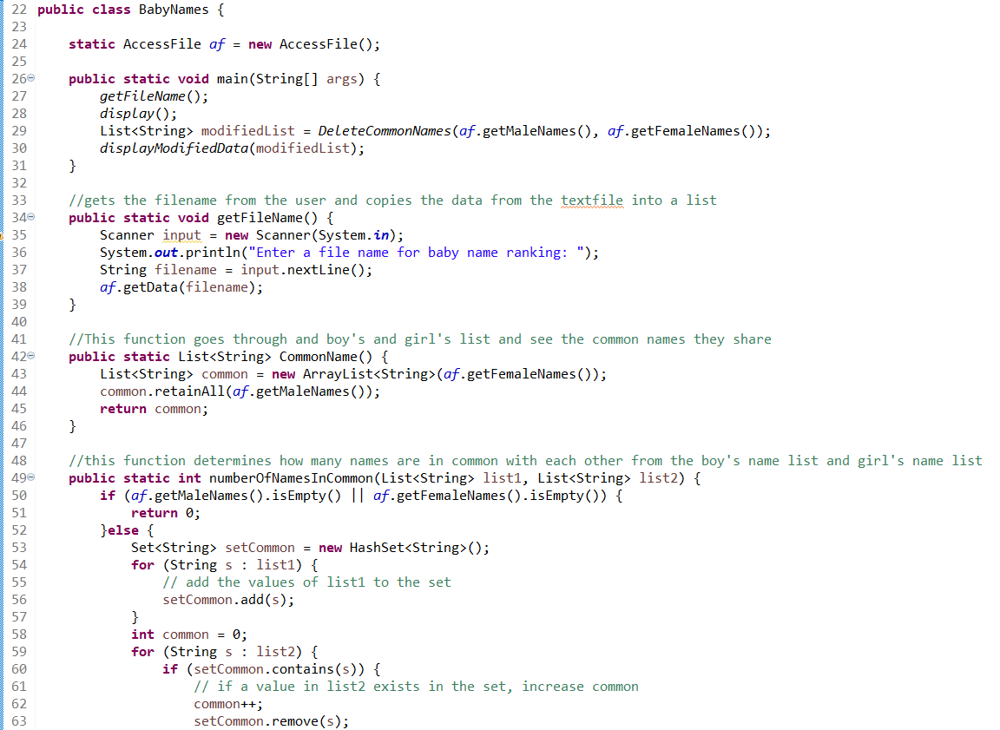 22 public class BabyNames {
23
24     static AccessFile af = new AccessFile();
25
26     public static void main(String[] args) {
27         getFileName();
28         display();
29         List<String> modifiedList = DeleteCommonNames(af.getMaleNames(), af.getFemaleNames());
30         displayModifiedData(modifiedList);
31     }
32
33     //gets the filename from the user and copies the data from the textfile into a list
34     public static void getFileName() {
35         Scanner input = new Scanner(System.in);
36         System.out.println("Enter a file name for baby name ranking: ");
37         String filename = input.nextLine();
38         af.getData(filename);
39     }
40
41     //This function goes through and boy's and girl's list and see the common names they share
42     public static List<String> CommonName() {
43         List<String> common = new ArrayList<String>(af.getFemaleNames());
44         common.retainAll(af.getMaleNames());
45         return common;
46     }
47
48     //this function determines how many names are in common with each other from the boy's name list and girl's name list
49     public static int numberOfNamesInCommon(List<String> list1, List<String> list2) {
50         if (af.getMaleNames().isEmpty() || af.getFemaleNames().isEmpty()) {
51             return 0;
52         }else {
53             Set<String> setCommon = new HashSet<String>();
54             for (String s : list1) {
55                 // add the values of list1 to the set
56                 setCommon.add(s);
57             }
58             int common = 0;
59             for (String s : list2) {
60                 if (setCommon.contains(s)) {
61                     // if a value in list2 exists in the set, increase common
62                     common++;
63                     setCommon.remove(s);